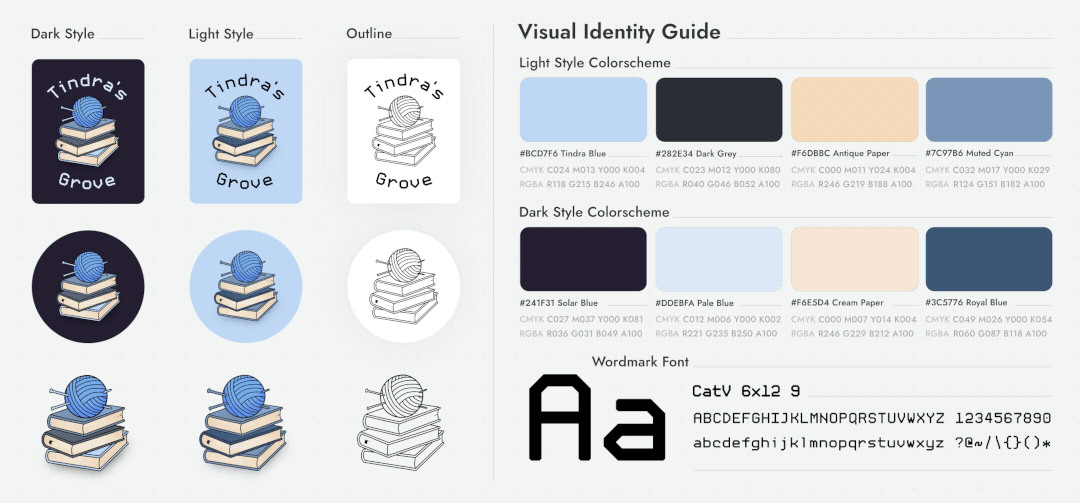 Dark Style
Light Style
Outline
Tindra's
Grove
Tindra's
Grove
Tindra's
Grove
Visual Identity Guide
Light Style Colorscheme
#BCD7F6 Tindra Blue
CMYK C024 M013 Y000 K004
RGBA R118 G215 B246 A100
#282E34 Dark Grey
CMYK C023 M012 Y000 K080
RGBA R040 G046 B052 A100
#F6DBBC Antique Paper
CMYK C000 M011 Y024 K004
RGBA R246 G219 B188 A100
#7C97B6 Muted Cyan
CMYK C032 M017 Y000 K029
RGBA R124 G151 B182 A100
Dark Style Colorscheme
#241F31 Solar Blue
CMYK C027 M037 Y000 K081
RGBA R036 G031 B049 A100
#DDEBFA Pale Blue
CMYK C012 M006 Y000 K002
RGBA R221 G235 B250 A100
#F6E5D4 Cream Paper
CMYK C000 M007 Y014 K004
RGBA R246 G229 B212 A100
#3C5776 Royal Blue
CMYK C049 M026 Y000 K054
RGBA R060 G087 B118 A100
Wordmark Font
Aa
CatV 6x12 9
ABCDEFGHIJKLMNOPQRSTUVWXYZ 1234567890
abcdefghijklmnopqrstuvwxyz ?@~/\{}()*